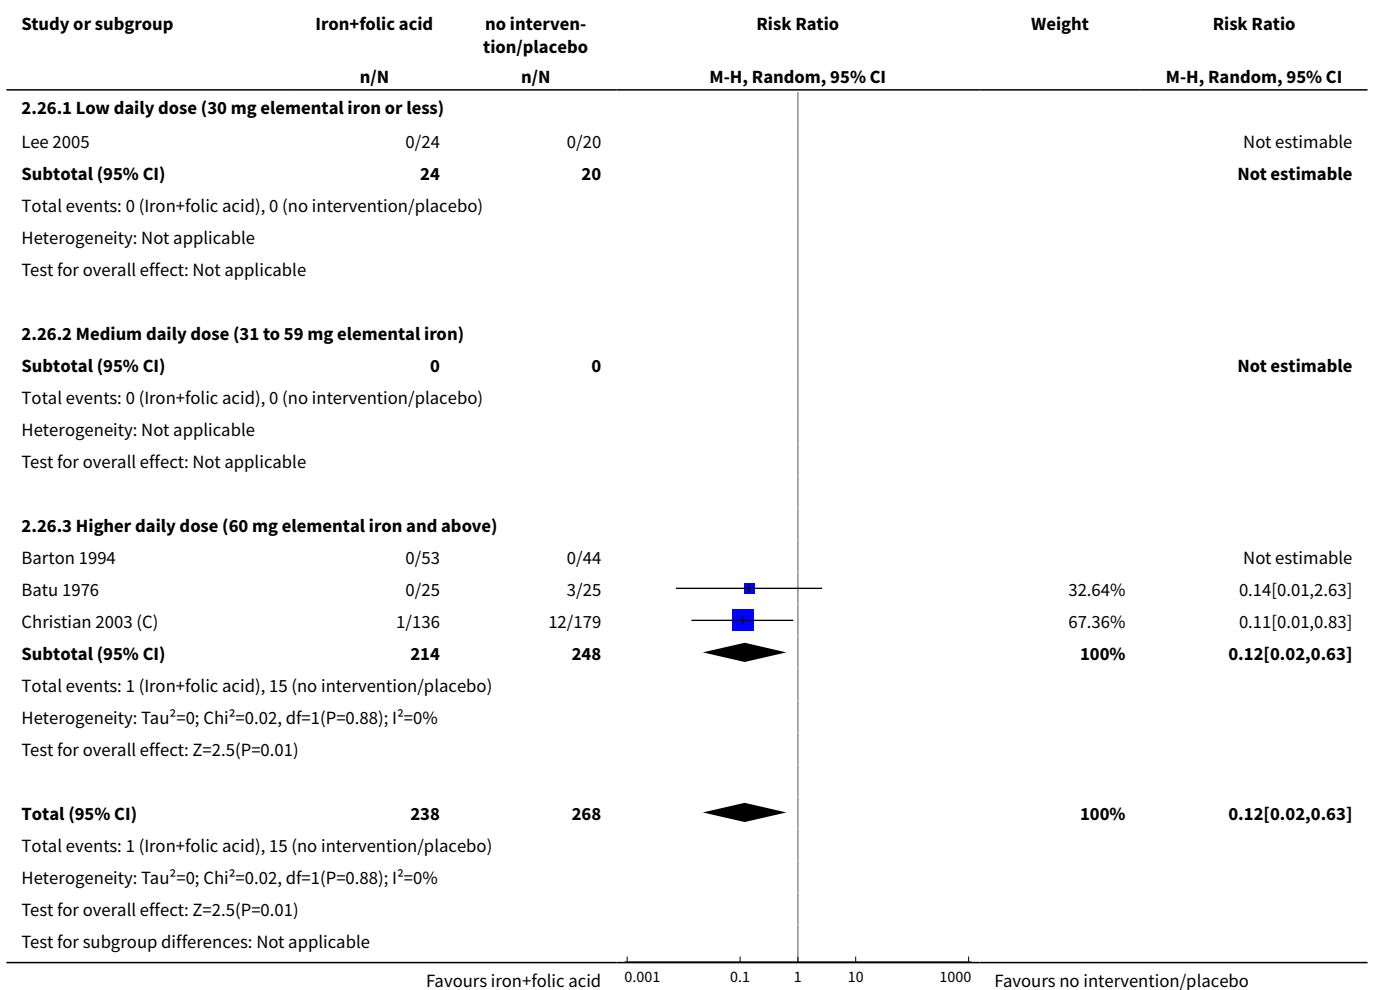 Study or subgroup Iron+folic acid no interven- Risk Ratio Weight Risk Ratio
tion/placebo
n/N n/N M-H, Random, 95% CI M-H, Random, 95% CI
2.26.1 Low daily dose (30 mg elemental iron or less)
Lee 2005 0/24 0/20 Not estimable
Subtotal (95% CI) 24 20 Not estimable
Total events: 0 (Iron+folic acid), 0 (no intervention/placebo)
Heterogeneity: Not applicable
Test for overall effect: Not applicable
2.26.2 Medium daily dose (31 to 59 mg elemental iron)
Subtotal (95% CI) 0 0 Not estimable
Total events: 0 (Iron+folic acid), 0 (no intervention/placebo)
Heterogeneity: Not applicable
Test for overall effect: Not applicable
2.26.3 Higher daily dose (60 mg elemental iron and above)
Barton 1994 0/53 0/44 Not estimable
Batu 1976 0/25 3/25 32.64% 0.14[0.01,2.63]
Christian 2003 (C) 1/136 12/179 67.36% 0.11[0.01,0.83]
Subtotal (95% CI) 214 248 100% 0.12[0.02,0.63]
Total events: 1 (Iron+folic acid), 15 (no intervention/placebo)
Heterogeneity: Tau²=0; Chi²=0.02, df=1(P=0.88); I²=0%
Test for overall effect: Z=2.5(P=0.01)
Total (95% CI) 238 268 100% 0.12[0.02,0.63]
Total events: 1 (Iron+folic acid), 15 (no intervention/placebo)
Heterogeneity: Tau²=0; Chi²=0.02, df=1(P=0.88); I²=0%
Test for overall effect: Z=2.5(P=0.01)
Test for subgroup differences: Not applicable
Favours iron+folic acid 0.001 0.1 1 10 1000 Favours no intervention/placebo